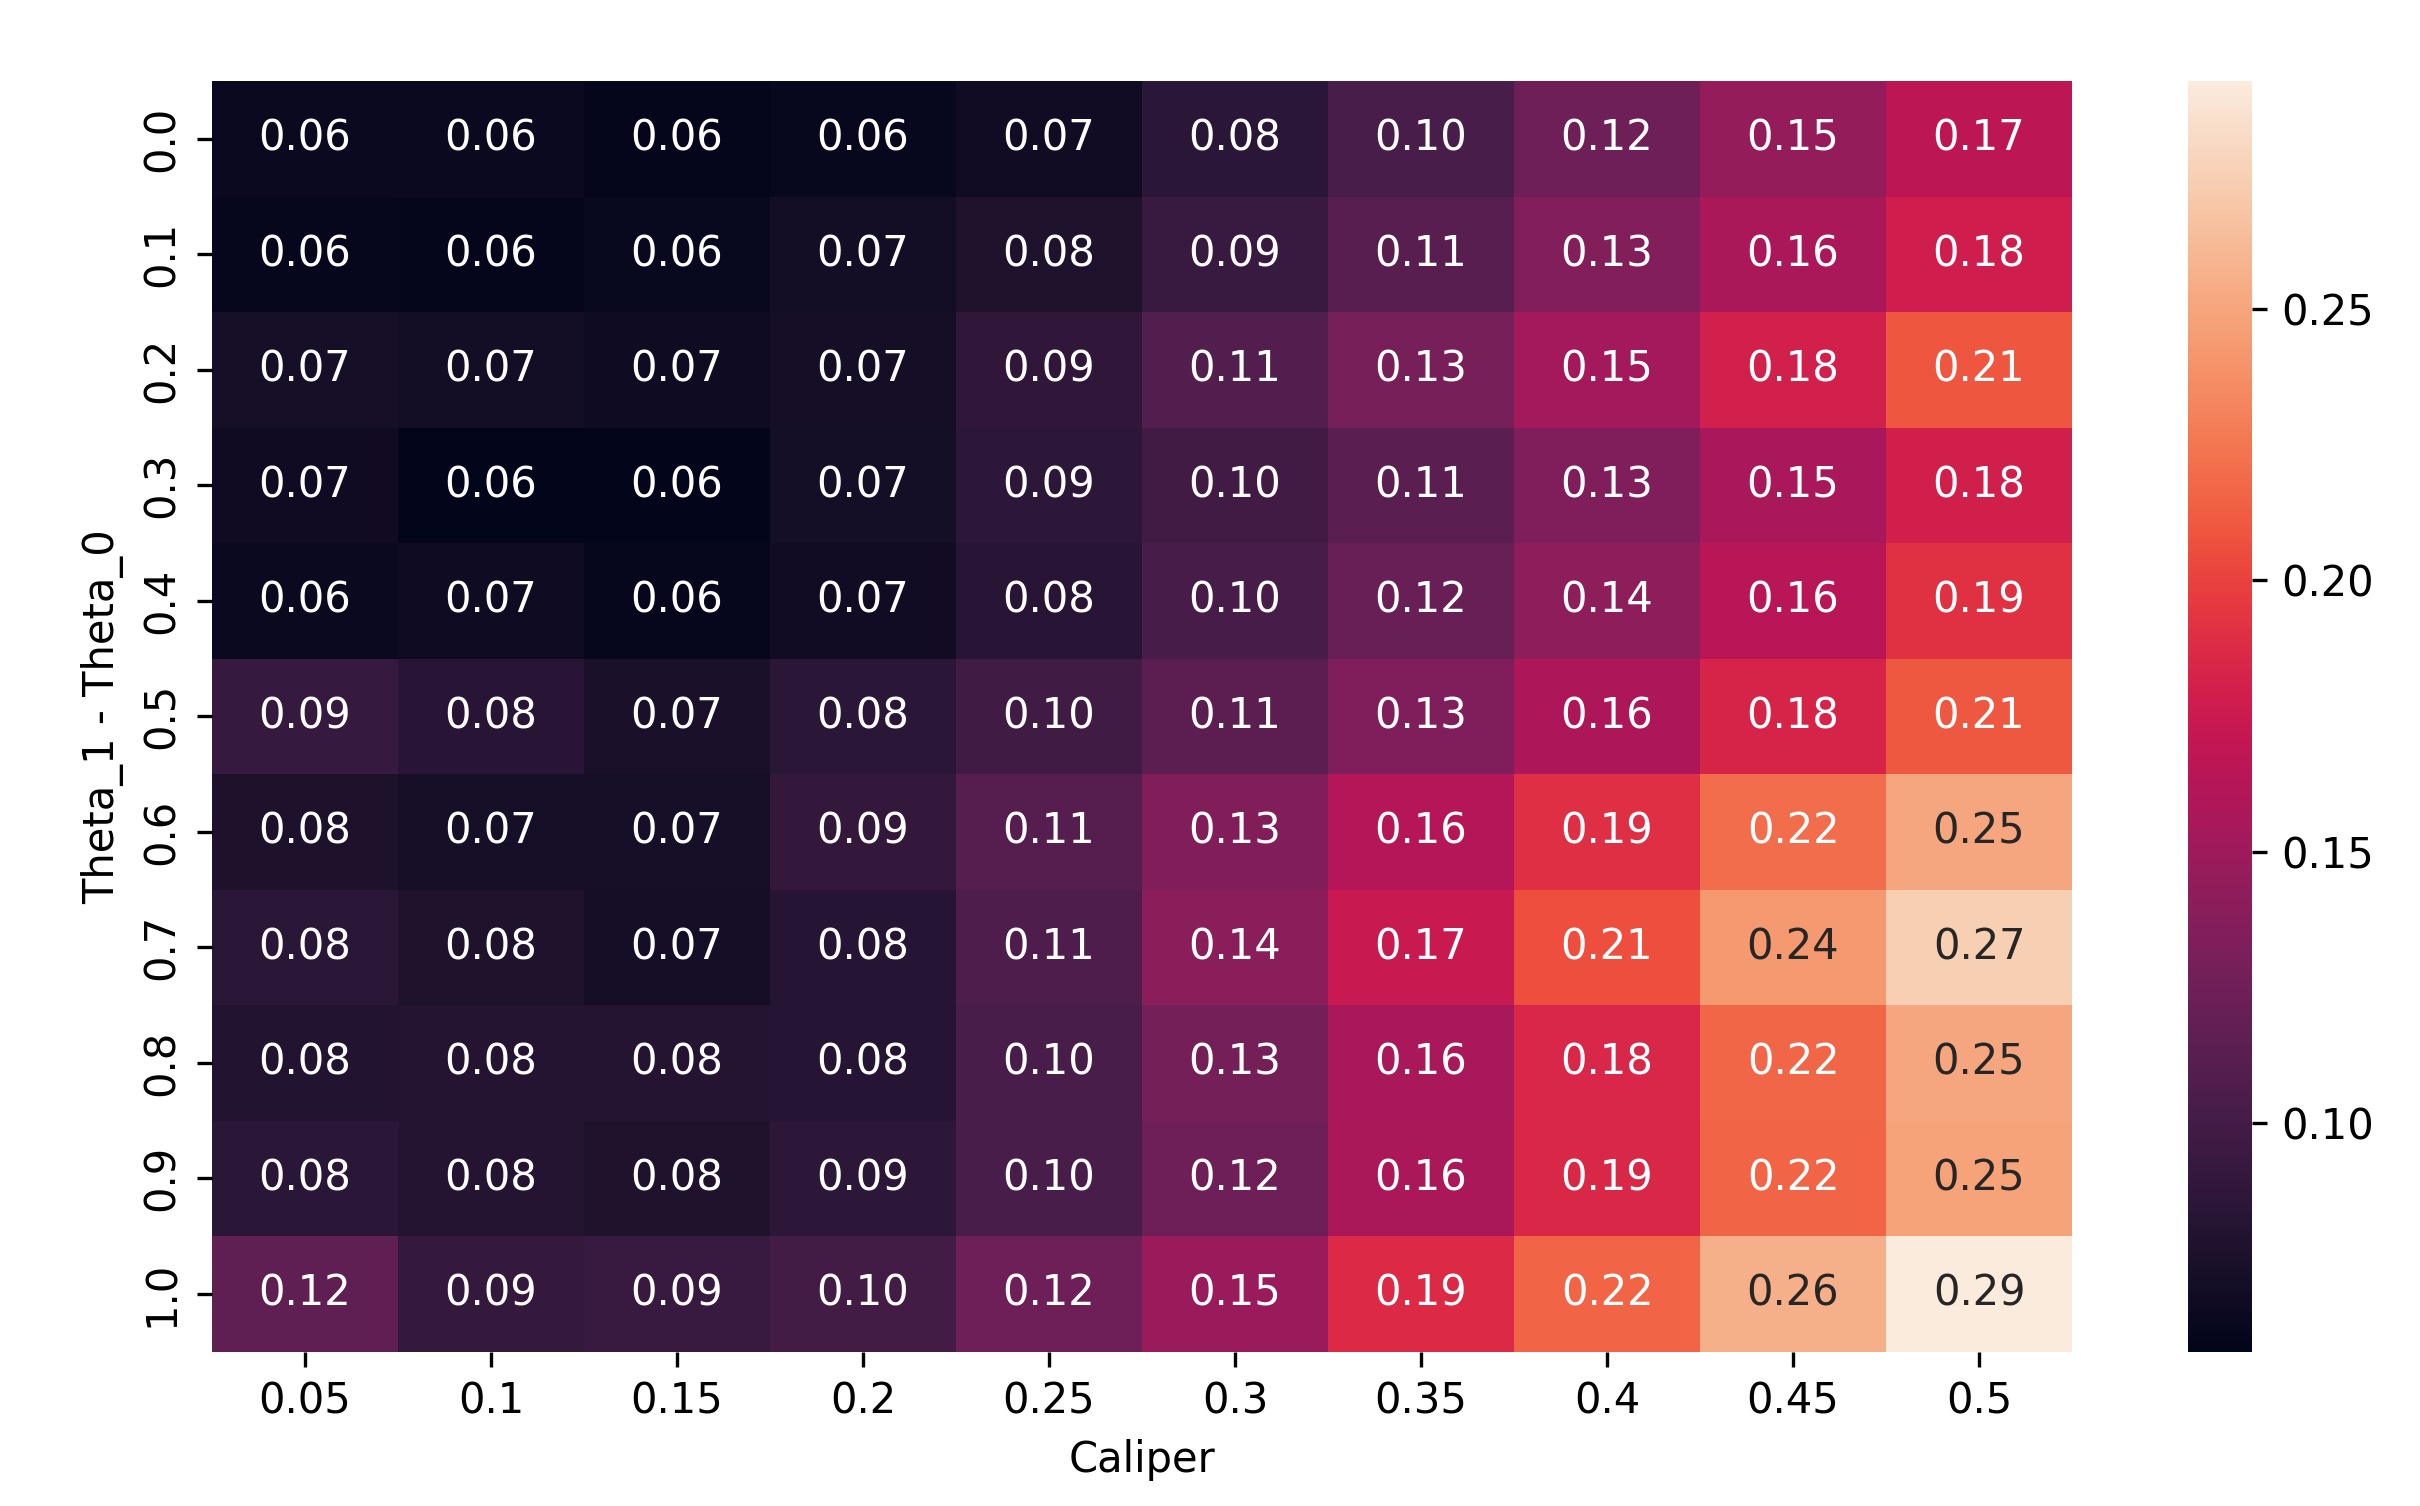 0.0 0.06 0.06 0.06 0.06 0.07 0.08 0.10 0.12 0.15 0.17
0.1 0.06 0.06 0.06 0.07 0.08 0.09 0.11 0.13 0.16 0.18
0.2 0.07 0.07 0.07 0.07 0.09 0.11 0.13 0.15 0.18 0.21
0.3 0.07 0.06 0.06 0.07 0.09 0.10 0.11 0.13 0.15 0.18
0.4 0.06 0.07 0.06 0.07 0.08 0.10 0.12 0.14 0.16 0.19
0.5 0.09 0.08 0.07 0.08 0.10 0.11 0.13 0.16 0.18 0.21
0.6 0.08 0.07 0.07 0.09 0.11 0.13 0.16 0.19 0.22 0.25
0.7 0.08 0.08 0.07 0.08 0.11 0.14 0.17 0.21 0.24 0.27
0.8 0.08 0.08 0.08 0.08 0.10 0.13 0.16 0.18 0.22 0.25
0.9 0.08 0.08 0.08 0.09 0.10 0.12 0.16 0.19 0.22 0.25
1.0 0.12 0.09 0.09 0.10 0.12 0.15 0.19 0.22 0.26 0.29
0.05 0.1 0.15 0.2 0.25 0.3 0.35 0.4 0.45 0.5
Caliper
Theta_1 - Theta_0
0.25
0.20
0.15
0.10